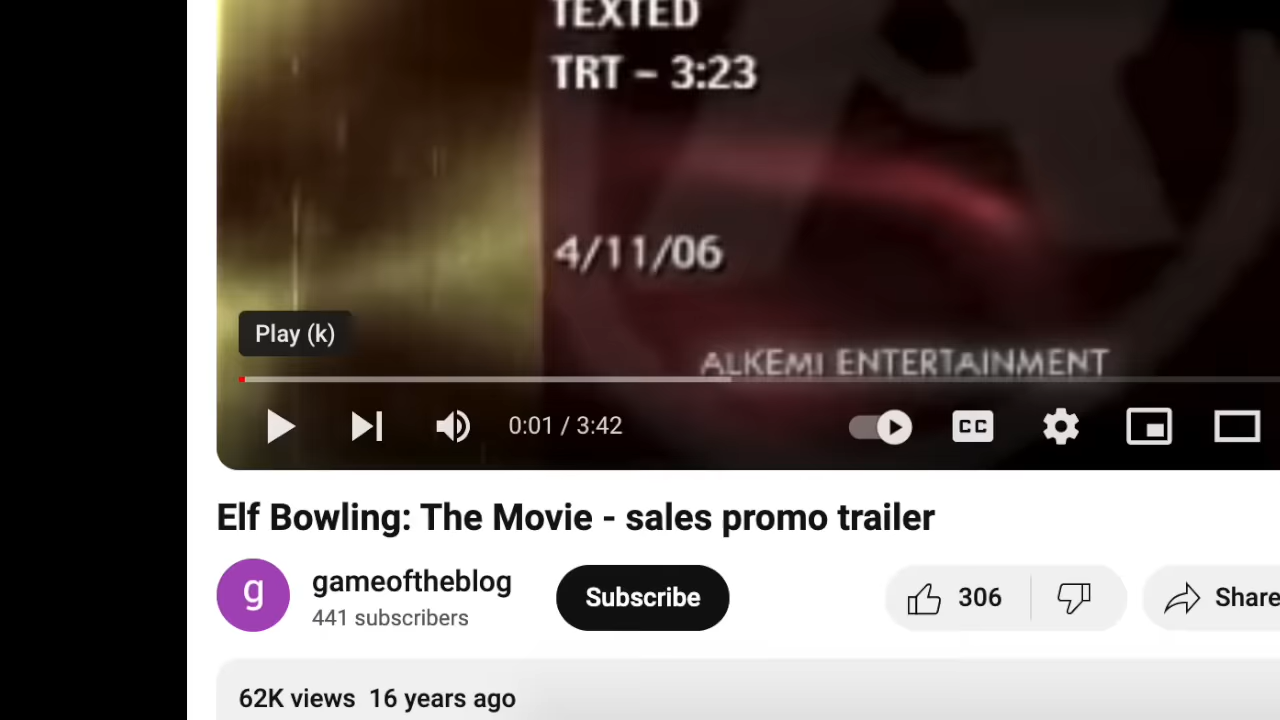 TEXTED
TRT – 3:23
4/11/06
Play (k)
ALKEMI ENTERTAINMENT
0:01 / 3:42
CC
Elf Bowling: The Movie - sales promo trailer
g
gameoftheblog
441 subscribers
Subscribe
306
Share
62K views 16 years ago